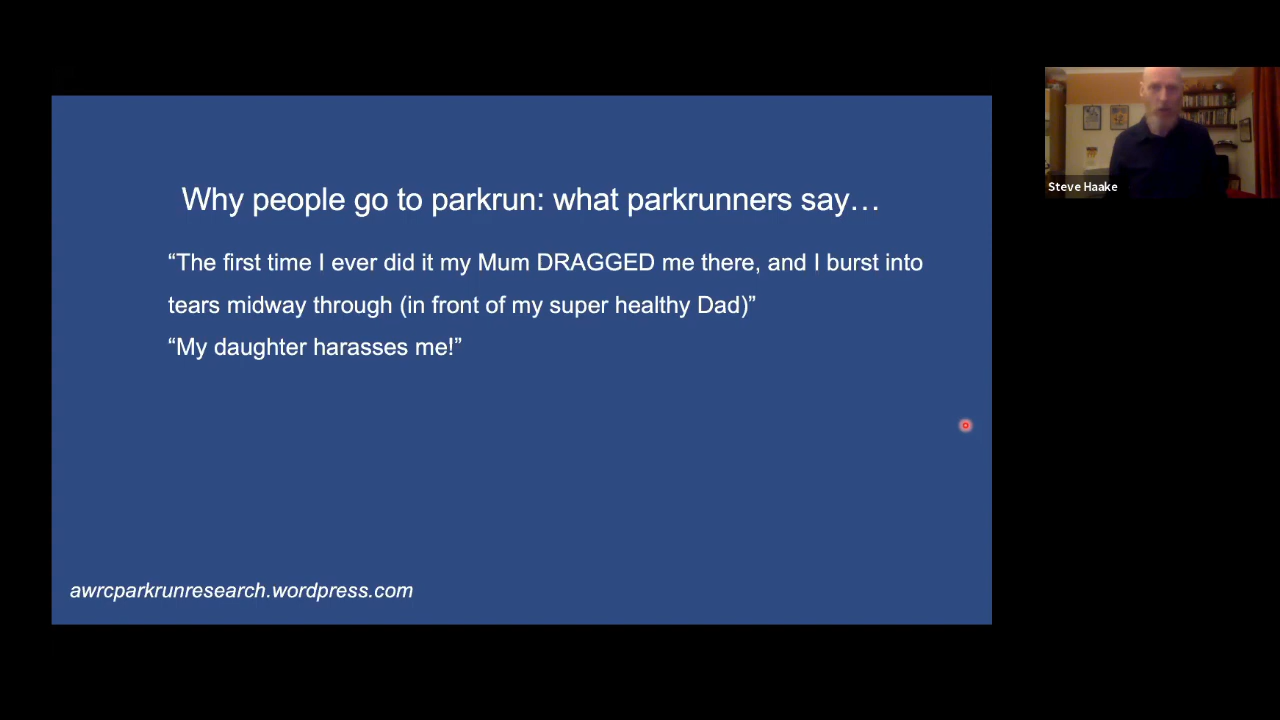 Why people go to parkrun: what parkrunners say…
“The first time I ever did it my Mum DRAGGED me there, and I burst into
tears midway through (in front of my super healthy Dad)”
“My daughter harasses me!”
awrcparkrunresearch.wordpress.com
Steve Haake